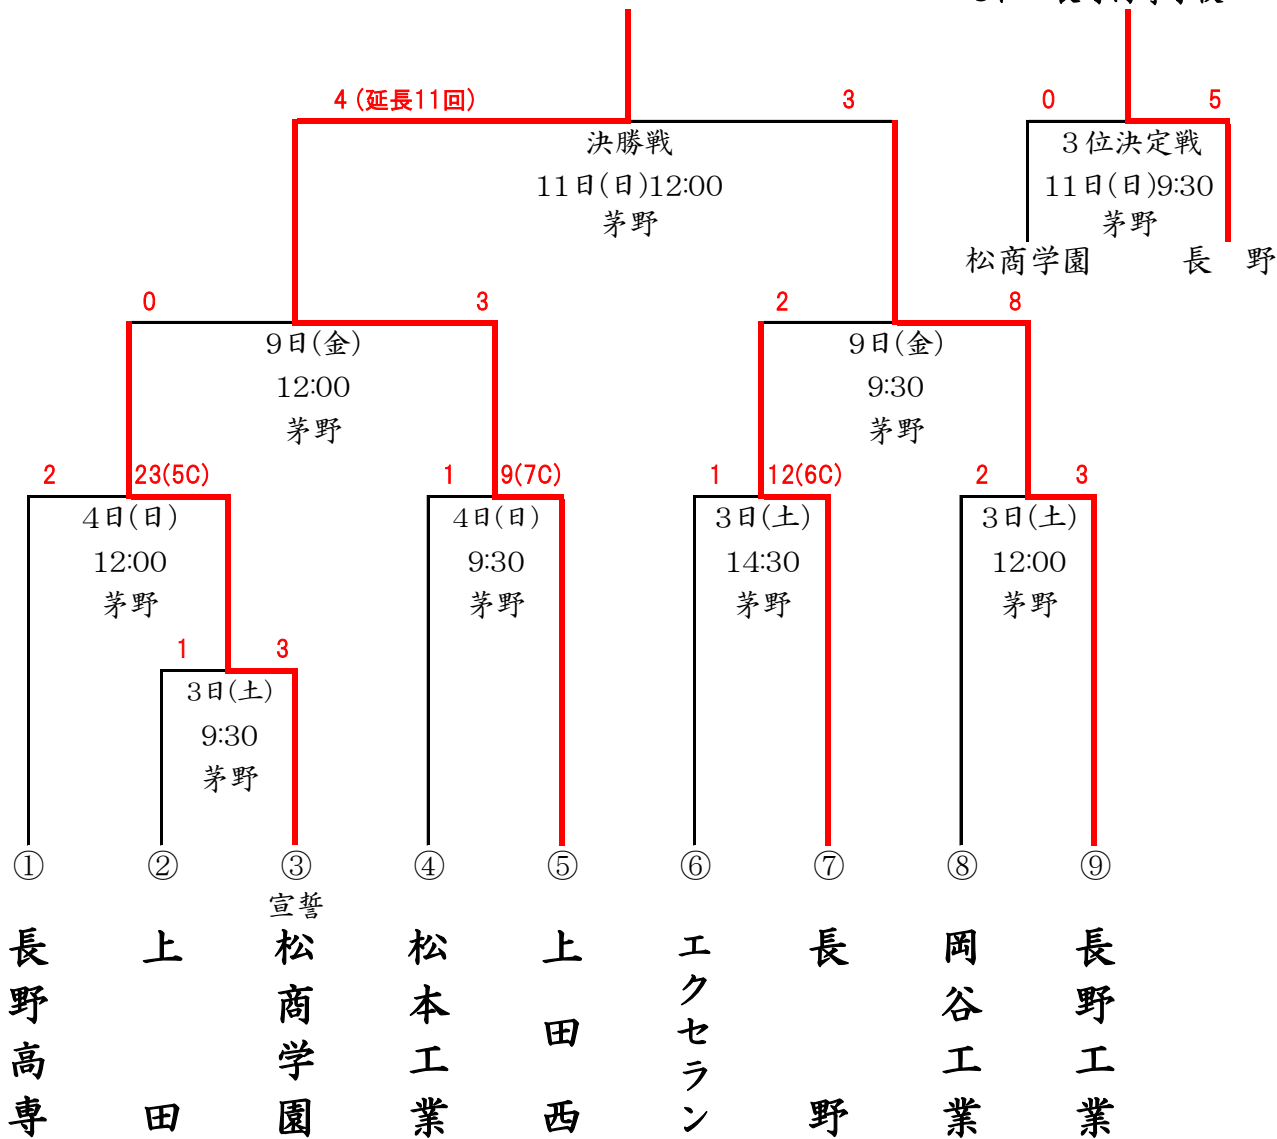 4 (延長11回)
3
決勝戦
11日(日)12:00
茅野
0
5
3位決定戦
11日(日)9:30
茅野
松商学園
長 野
0
3
9日(金)
12:00
茅野
2
8
9日(金)
9:30
茅野
2
23(5C)
4日(日)
12:00
茅野
1
9(7C)
4日(日)
9:30
茅野
1
12(6C)
3日(土)
14:30
茅野
2
3
3日(土)
12:00
茅野
1
3
3日(土)
9:30
茅野
①
②
③
④
⑤
⑥
⑦
⑧
⑨
宣誓
長野高専
上田
松商学園
松本工業
上田西
エクセラン
長野
岡谷工業
長野工業